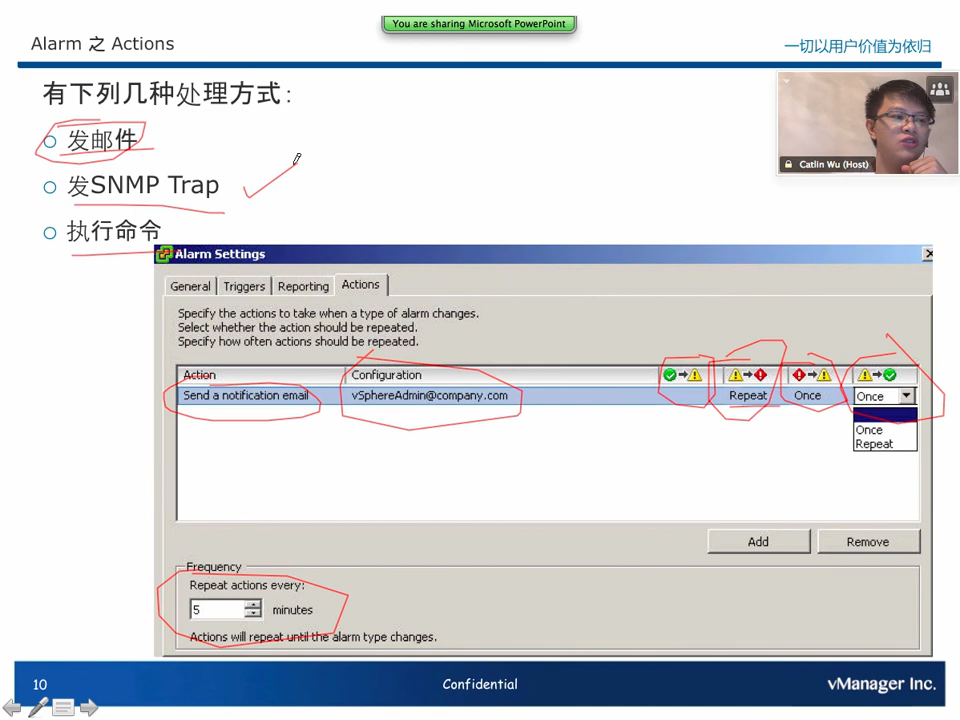 You are sharing Microsoft PowerPoint
Alarm 之 Actions
一切以用户价值为依归
有下列几种处理方式：
发邮件
发SNMP Trap
执行命令
Catlin Wu (Host)
Alarm Settings
General Triggers Reporting Actions
Specify the actions to take when a type of alarm changes.
Select whether the action should be repeated.
Specify how often actions should be repeated.
Action Configuration
Send a notification email vSphereAdmin@company.com Repeat Once Once
Once
Repeat
Add Remove
Frequency
Repeat actions every:
5 minutes
Actions will repeat until the alarm type changes.
10 Confidential vManager Inc.